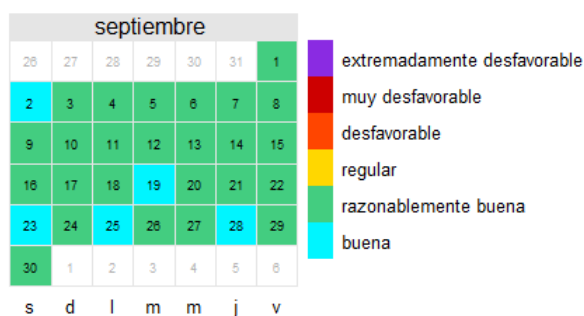 septiembre
26 27 28 29 30 31 1
2 3 4 5 6 7 8
9 10 11 12 13 14 15
16 17 18 19 20 21 22
23 24 25 26 27 28 29
30 1 2 3 4 5 6
s d l m m j v
extremadamente desfavorable
muy desfavorable
desfavorable
regular
razonablemente buena
buena